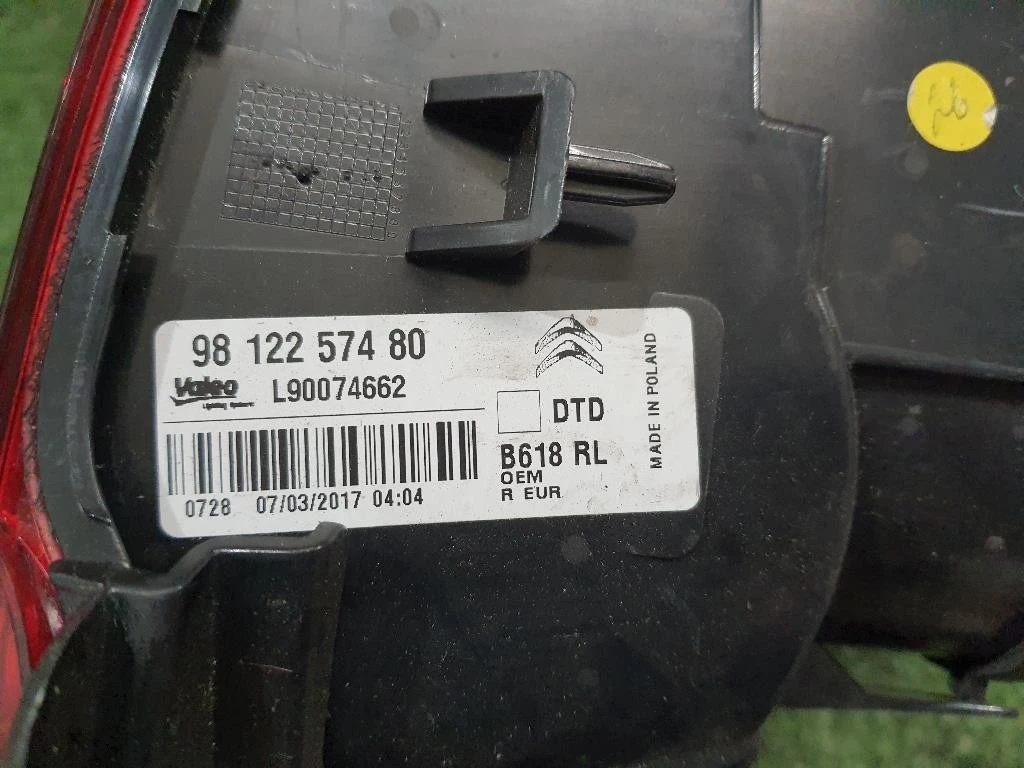 98 122 574 80
Valeo L90074662
DTD
B618 RL
OEM
R EUR
0728 07/03/2017 04:04
MADE IN POLAND